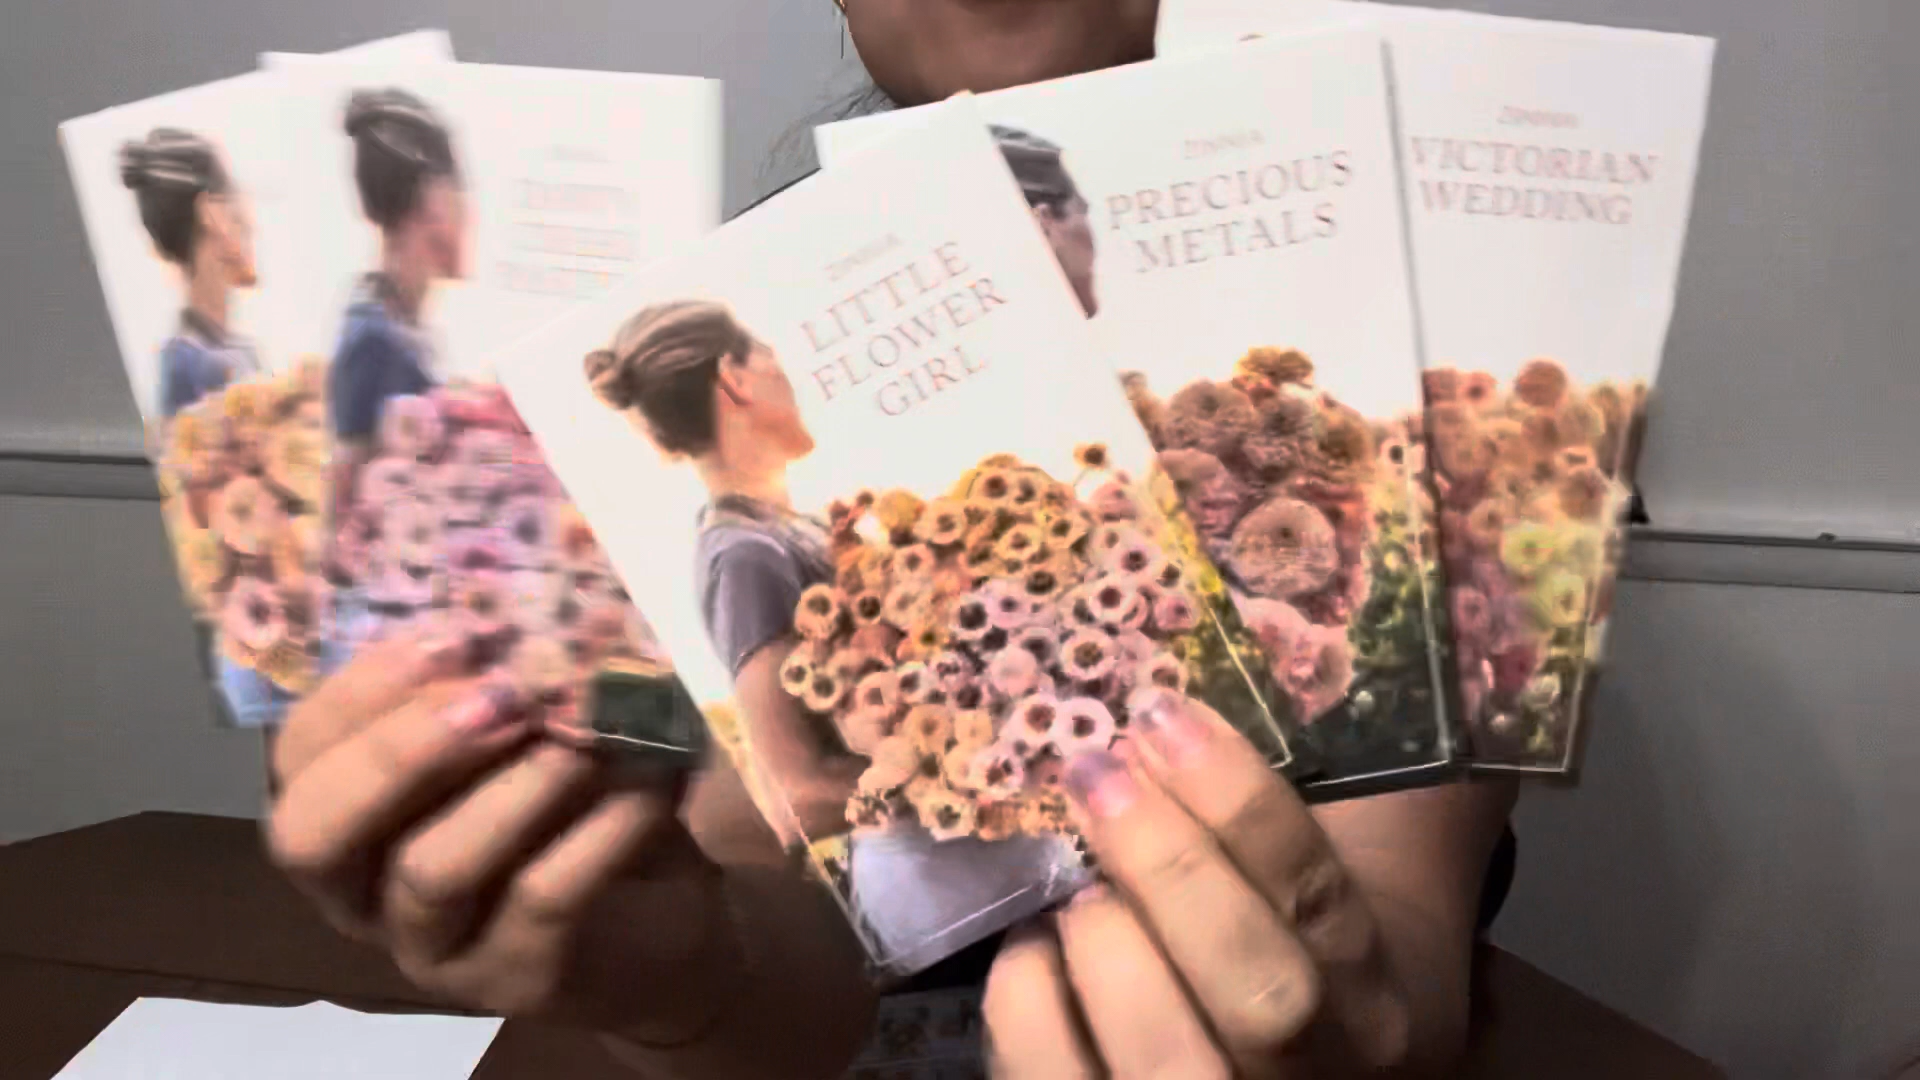 ZINNIA
LITTLE
FLOWER
GIRL
ZINNIA
PRECIOUS
METALS
ZINNIA
VICTORIAN
WEDDING